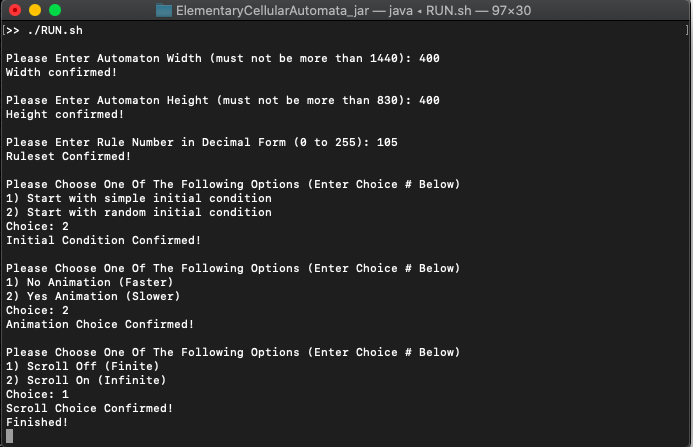 ElementaryCellularAutomata_jar — java ◂ RUN.sh — 97×30
[>> ./RUN.sh ]
Please Enter Automaton Width (must not be more than 1440): 400
Width confirmed!
Please Enter Automaton Height (must not be more than 830): 400
Height confirmed!
Please Enter Rule Number in Decimal Form (0 to 255): 105
Ruleset Confirmed!
Please Choose One Of The Following Options (Enter Choice # Below)
1) Start with simple initial condition
2) Start with random initial condition
Choice: 2
Initial Condition Confirmed!
Please Choose One Of The Following Options (Enter Choice # Below)
1) No Animation (Faster)
2) Yes Animation (Slower)
Choice: 2
Animation Choice Confirmed!
Please Choose One Of The Following Options (Enter Choice # Below)
1) Scroll Off (Finite)
2) Scroll On (Infinite)
Choice: 1
Scroll Choice Confirmed!
Finished!